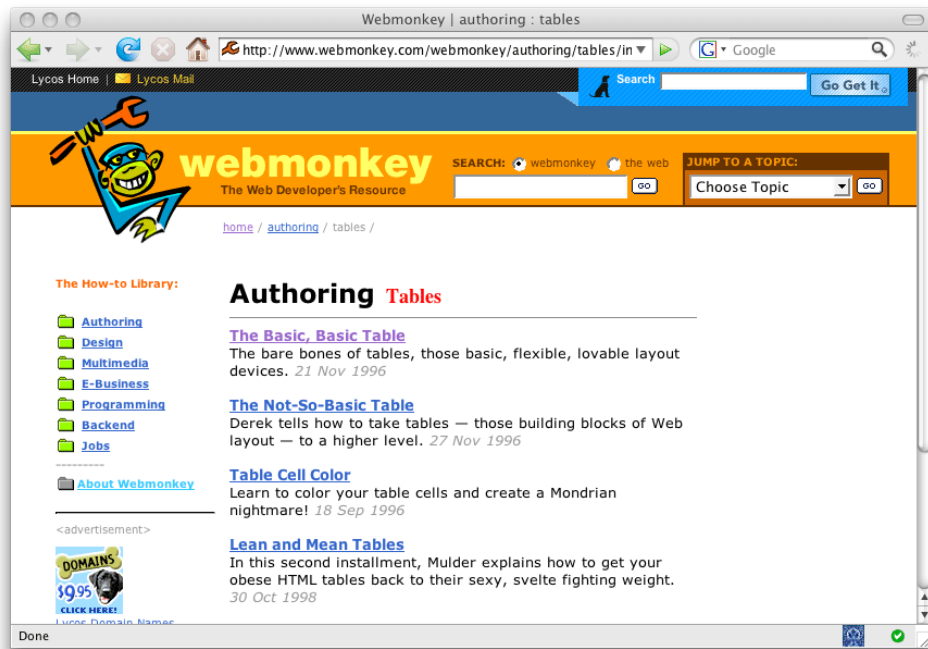 Webmonkey | authoring : tables
http://www.webmonkey.com/webmonkey/authoring/tables/in
G Google
Lycos Home | Lycos Mail
Search
Go Get It
webmonkey
The Web Developer's Resource
SEARCH: webmonkey the web
GO
JUMP TO A TOPIC:
Choose Topic
GO
home / authoring / tables /
The How-to Library:
Authoring
Design
Multimedia
E-Business
Programming
Backend
Jobs
---------
About Webmonkey
<advertisement>
DOMAINS
$9.95
CLICK HERE!
Lycos Domain Names
Authoring Tables
The Basic, Basic Table
The bare bones of tables, those basic, flexible, lovable layout
devices. 21 Nov 1996
The Not-So-Basic Table
Derek tells how to take tables — those building blocks of Web
layout — to a higher level. 27 Nov 1996
Table Cell Color
Learn to color your table cells and create a Mondrian
nightmare! 18 Sep 1996
Lean and Mean Tables
In this second installment, Mulder explains how to get your
obese HTML tables back to their sexy, svelte fighting weight.
30 Oct 1998
Done